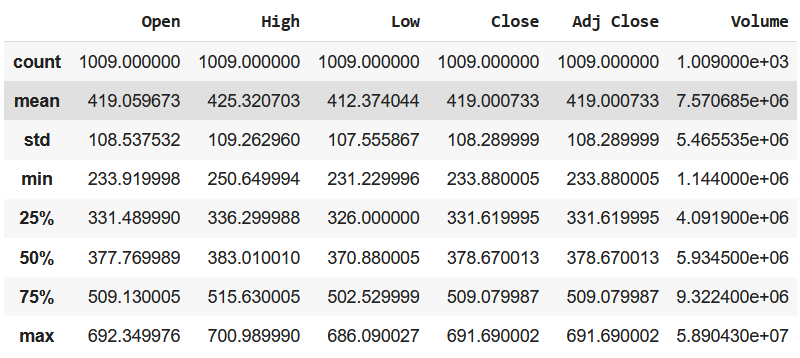 Open High Low Close Adj Close Volume
count 1009.000000 1009.000000 1009.000000 1009.000000 1009.000000 1.009000e+03
mean 419.059673 425.320703 412.374044 419.000733 419.000733 7.570685e+06
std 108.537532 109.262960 107.555867 108.289999 108.289999 5.465535e+06
min 233.919998 250.649994 231.229996 233.880005 233.880005 1.144000e+06
25% 331.489990 336.299988 326.000000 331.619995 331.619995 4.091900e+06
50% 377.769989 383.010010 370.880005 378.670013 378.670013 5.934500e+06
75% 509.130005 515.630005 502.529999 509.079987 509.079987 9.322400e+06
max 692.349976 700.989990 686.090027 691.690002 691.690002 5.890430e+07